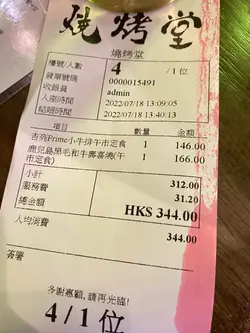 燒烤堂
燒烤堂
檯號/人數 4 / 1 位
發單號碼 0000015491
收銀員 admin
入座時間 2022/07/18 13:09:05
結賬時間 2022/07/18 13:40:13
項目 數量 金額
Prime小牛排午市定食 1 146.00
鹿兒島黑毛和牛壽喜燒(午市定食) 1 166.00
小計 312.00
服務費 31.20
總金額 HK$ 344.00
人均消費 344.00
簽署
多謝惠顧,請再光臨!
4 / 1 位